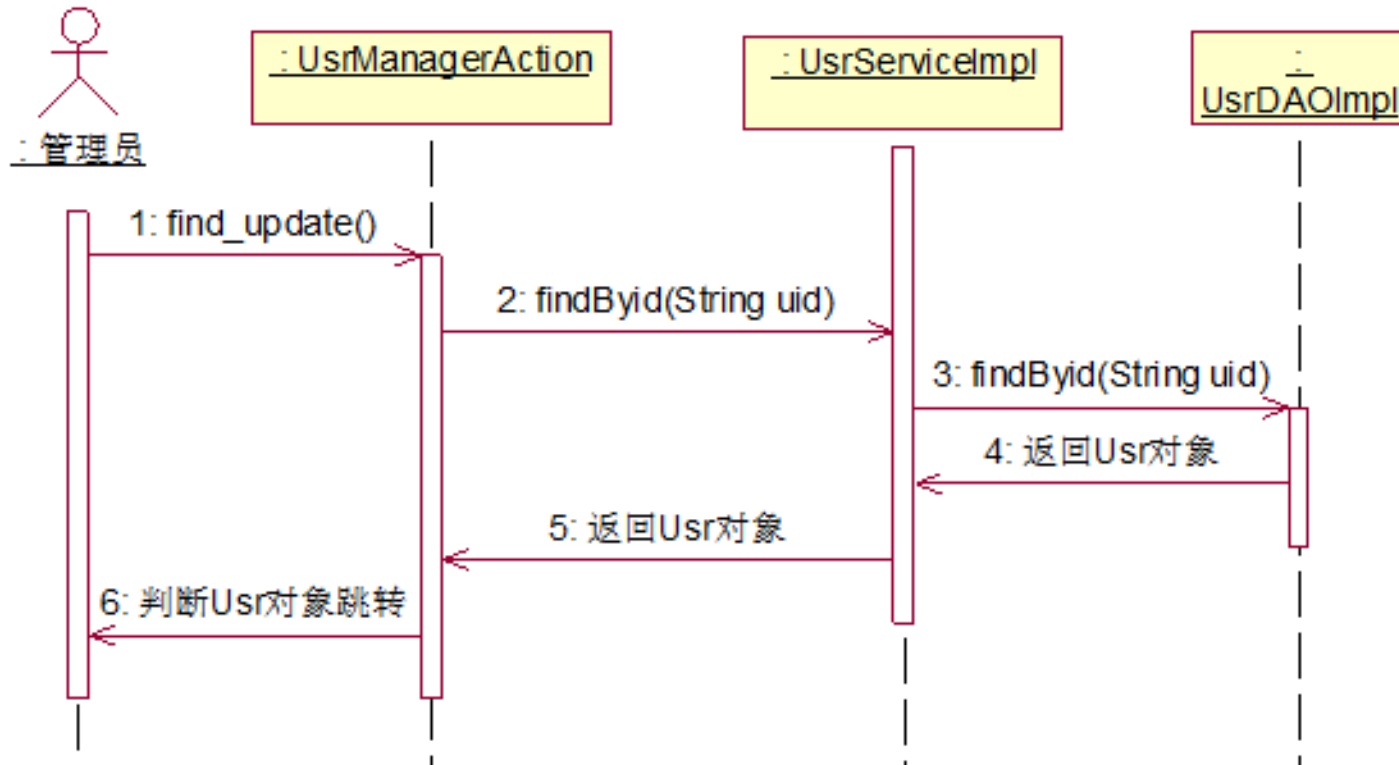 : UsrManagerAction
: UsrServiceImpl
:
UsrDAOImpl
: 管理员
1: find_update()
2: findByid(String uid)
3: findByid(String uid)
4: 返回Usr对象
5: 返回Usr对象
6: 判断Usr对象跳转